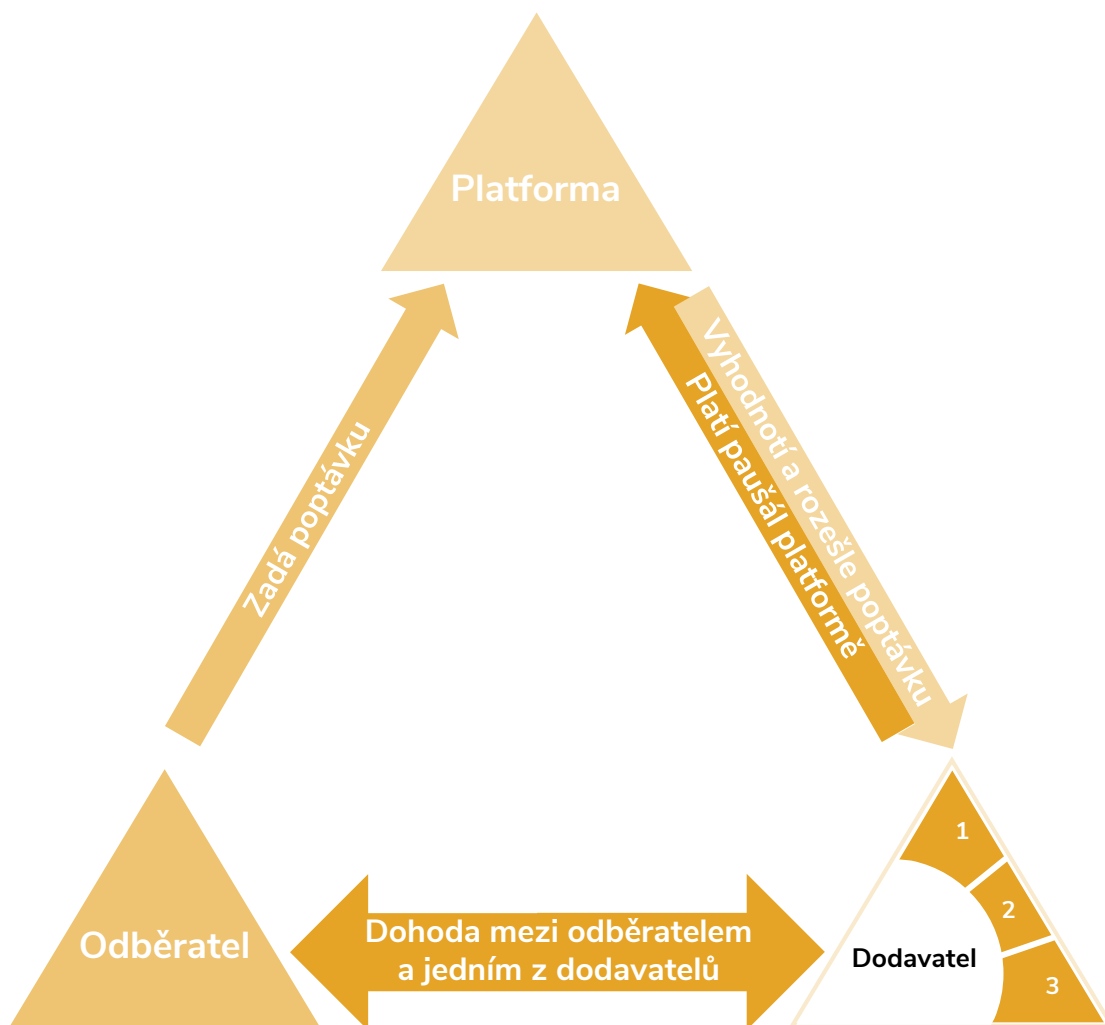 Platforma
Zadá poptávku
Vyhodnotí a rozešle poptávku
Platí paušál platformě
Odběratel
Dohoda mezi odběratelem
a jedním z dodavatelů
Dodavatel
1
2
3